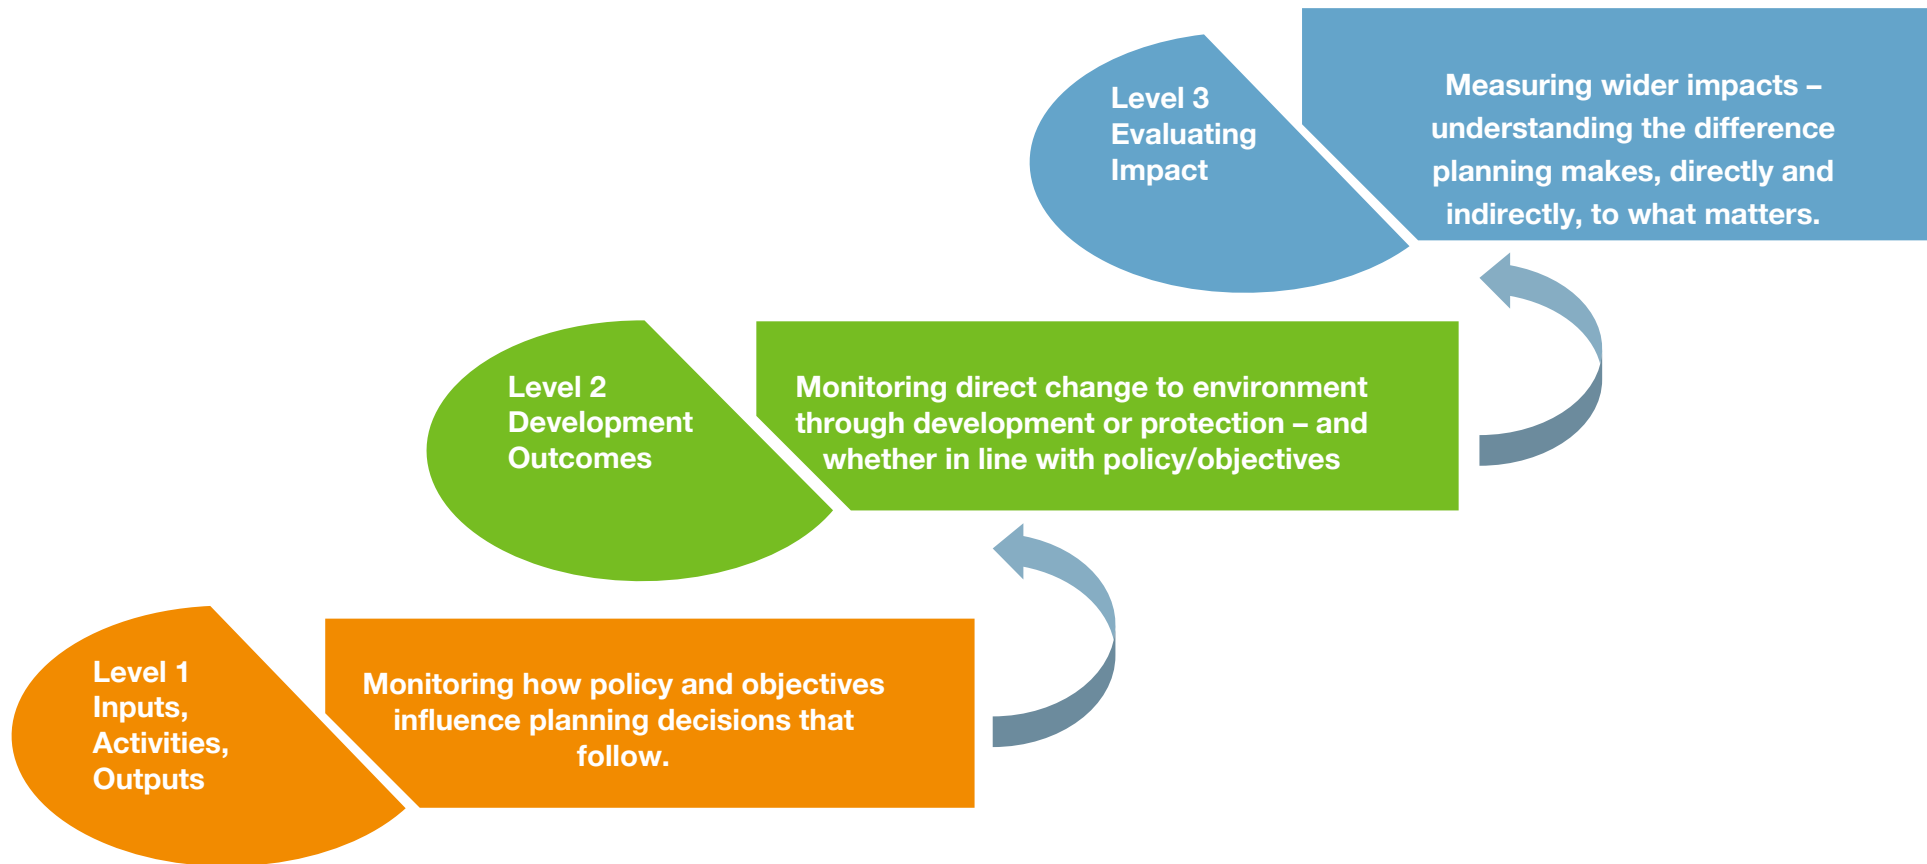 Level 3
Evaluating
Impact
Measuring wider impacts –
understanding the difference
planning makes, directly and
indirectly, to what matters.
Level 2
Development
Outcomes
Monitoring direct change to environment
through development or protection – and
whether in line with policy/objectives
Level 1
Inputs,
Activities,
Outputs
Monitoring how policy and objectives
influence planning decisions that
follow.